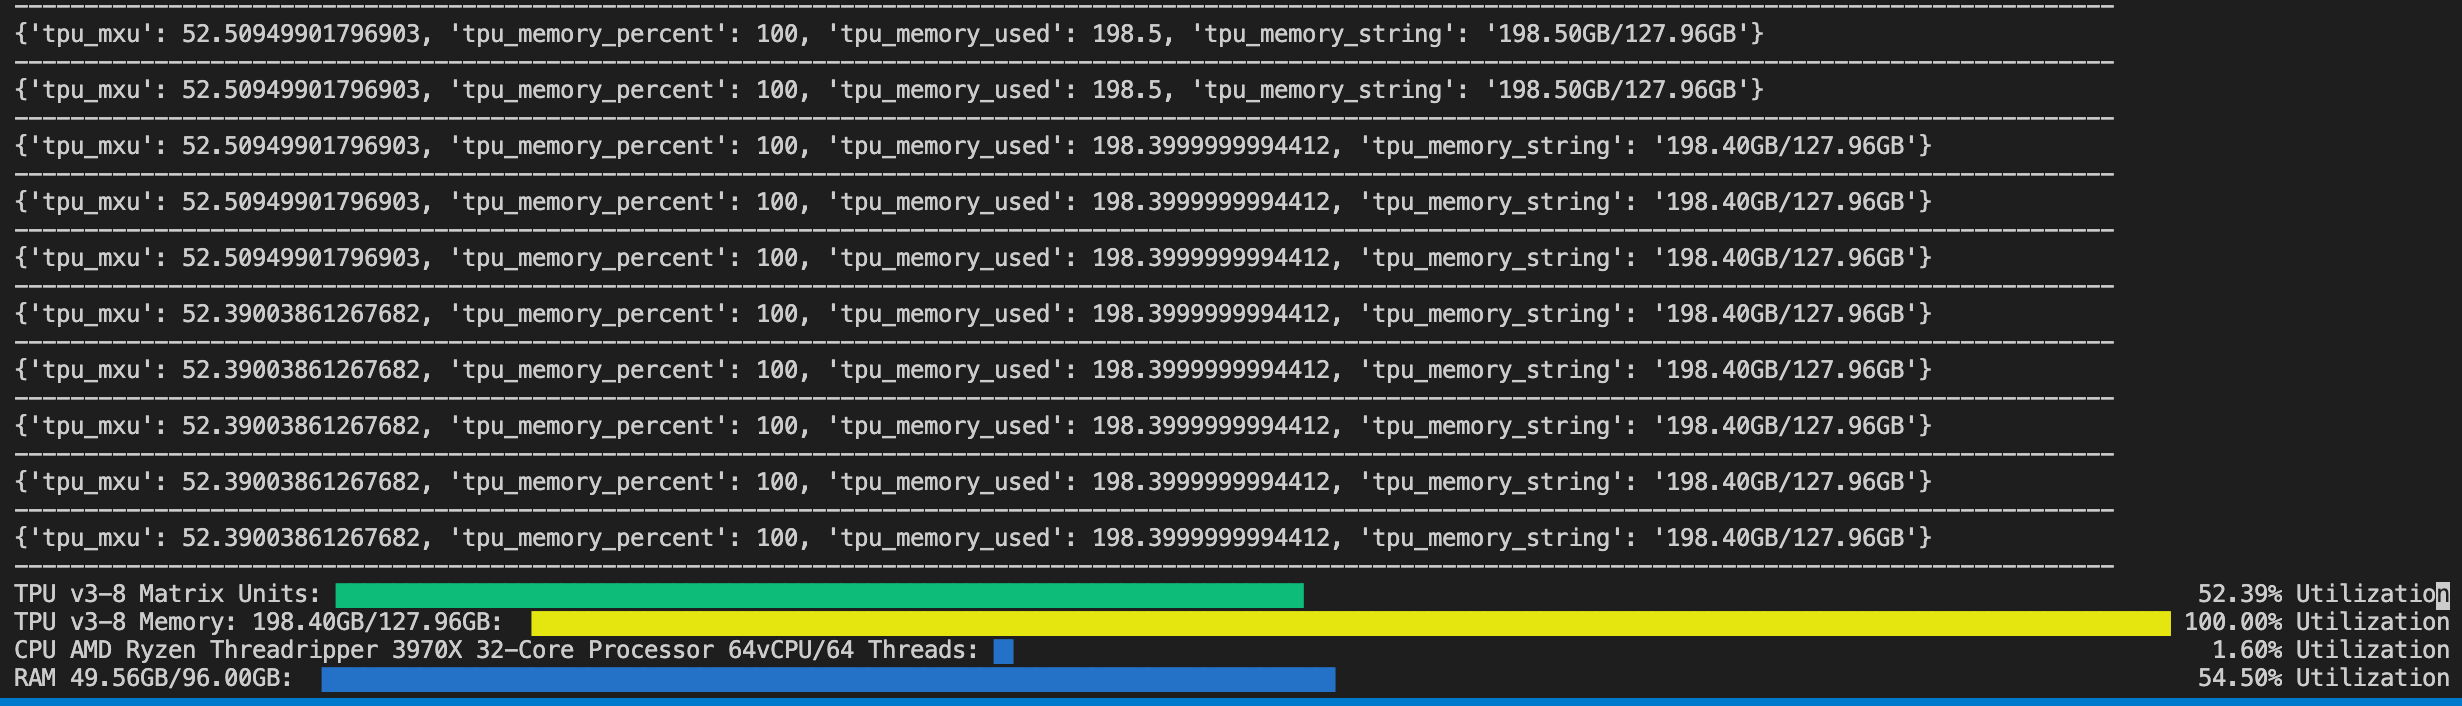 {'tpu_mxu': 52.50949901796903, 'tpu_memory_percent': 100, 'tpu_memory_used': 198.5, 'tpu_memory_string': '198.50GB/127.96GB'}
{'tpu_mxu': 52.50949901796903, 'tpu_memory_percent': 100, 'tpu_memory_used': 198.5, 'tpu_memory_string': '198.50GB/127.96GB'}
{'tpu_mxu': 52.50949901796903, 'tpu_memory_percent': 100, 'tpu_memory_used': 198.3999999994412, 'tpu_memory_string': '198.40GB/127.96GB'}
{'tpu_mxu': 52.50949901796903, 'tpu_memory_percent': 100, 'tpu_memory_used': 198.3999999994412, 'tpu_memory_string': '198.40GB/127.96GB'}
{'tpu_mxu': 52.50949901796903, 'tpu_memory_percent': 100, 'tpu_memory_used': 198.3999999994412, 'tpu_memory_string': '198.40GB/127.96GB'}
{'tpu_mxu': 52.39003861267682, 'tpu_memory_percent': 100, 'tpu_memory_used': 198.3999999994412, 'tpu_memory_string': '198.40GB/127.96GB'}
{'tpu_mxu': 52.39003861267682, 'tpu_memory_percent': 100, 'tpu_memory_used': 198.3999999994412, 'tpu_memory_string': '198.40GB/127.96GB'}
{'tpu_mxu': 52.39003861267682, 'tpu_memory_percent': 100, 'tpu_memory_used': 198.3999999994412, 'tpu_memory_string': '198.40GB/127.96GB'}
{'tpu_mxu': 52.39003861267682, 'tpu_memory_percent': 100, 'tpu_memory_used': 198.3999999994412, 'tpu_memory_string': '198.40GB/127.96GB'}
{'tpu_mxu': 52.39003861267682, 'tpu_memory_percent': 100, 'tpu_memory_used': 198.3999999994412, 'tpu_memory_string': '198.40GB/127.96GB'}
TPU v3-8 Matrix Units: 52.39% Utilization
TPU v3-8 Memory: 198.40GB/127.96GB: 100.00% Utilization
CPU AMD Ryzen Threadripper 3970X 32-Core Processor 64vCPU/64 Threads: 1.60% Utilization
RAM 49.56GB/96.00GB: 54.50% Utilization